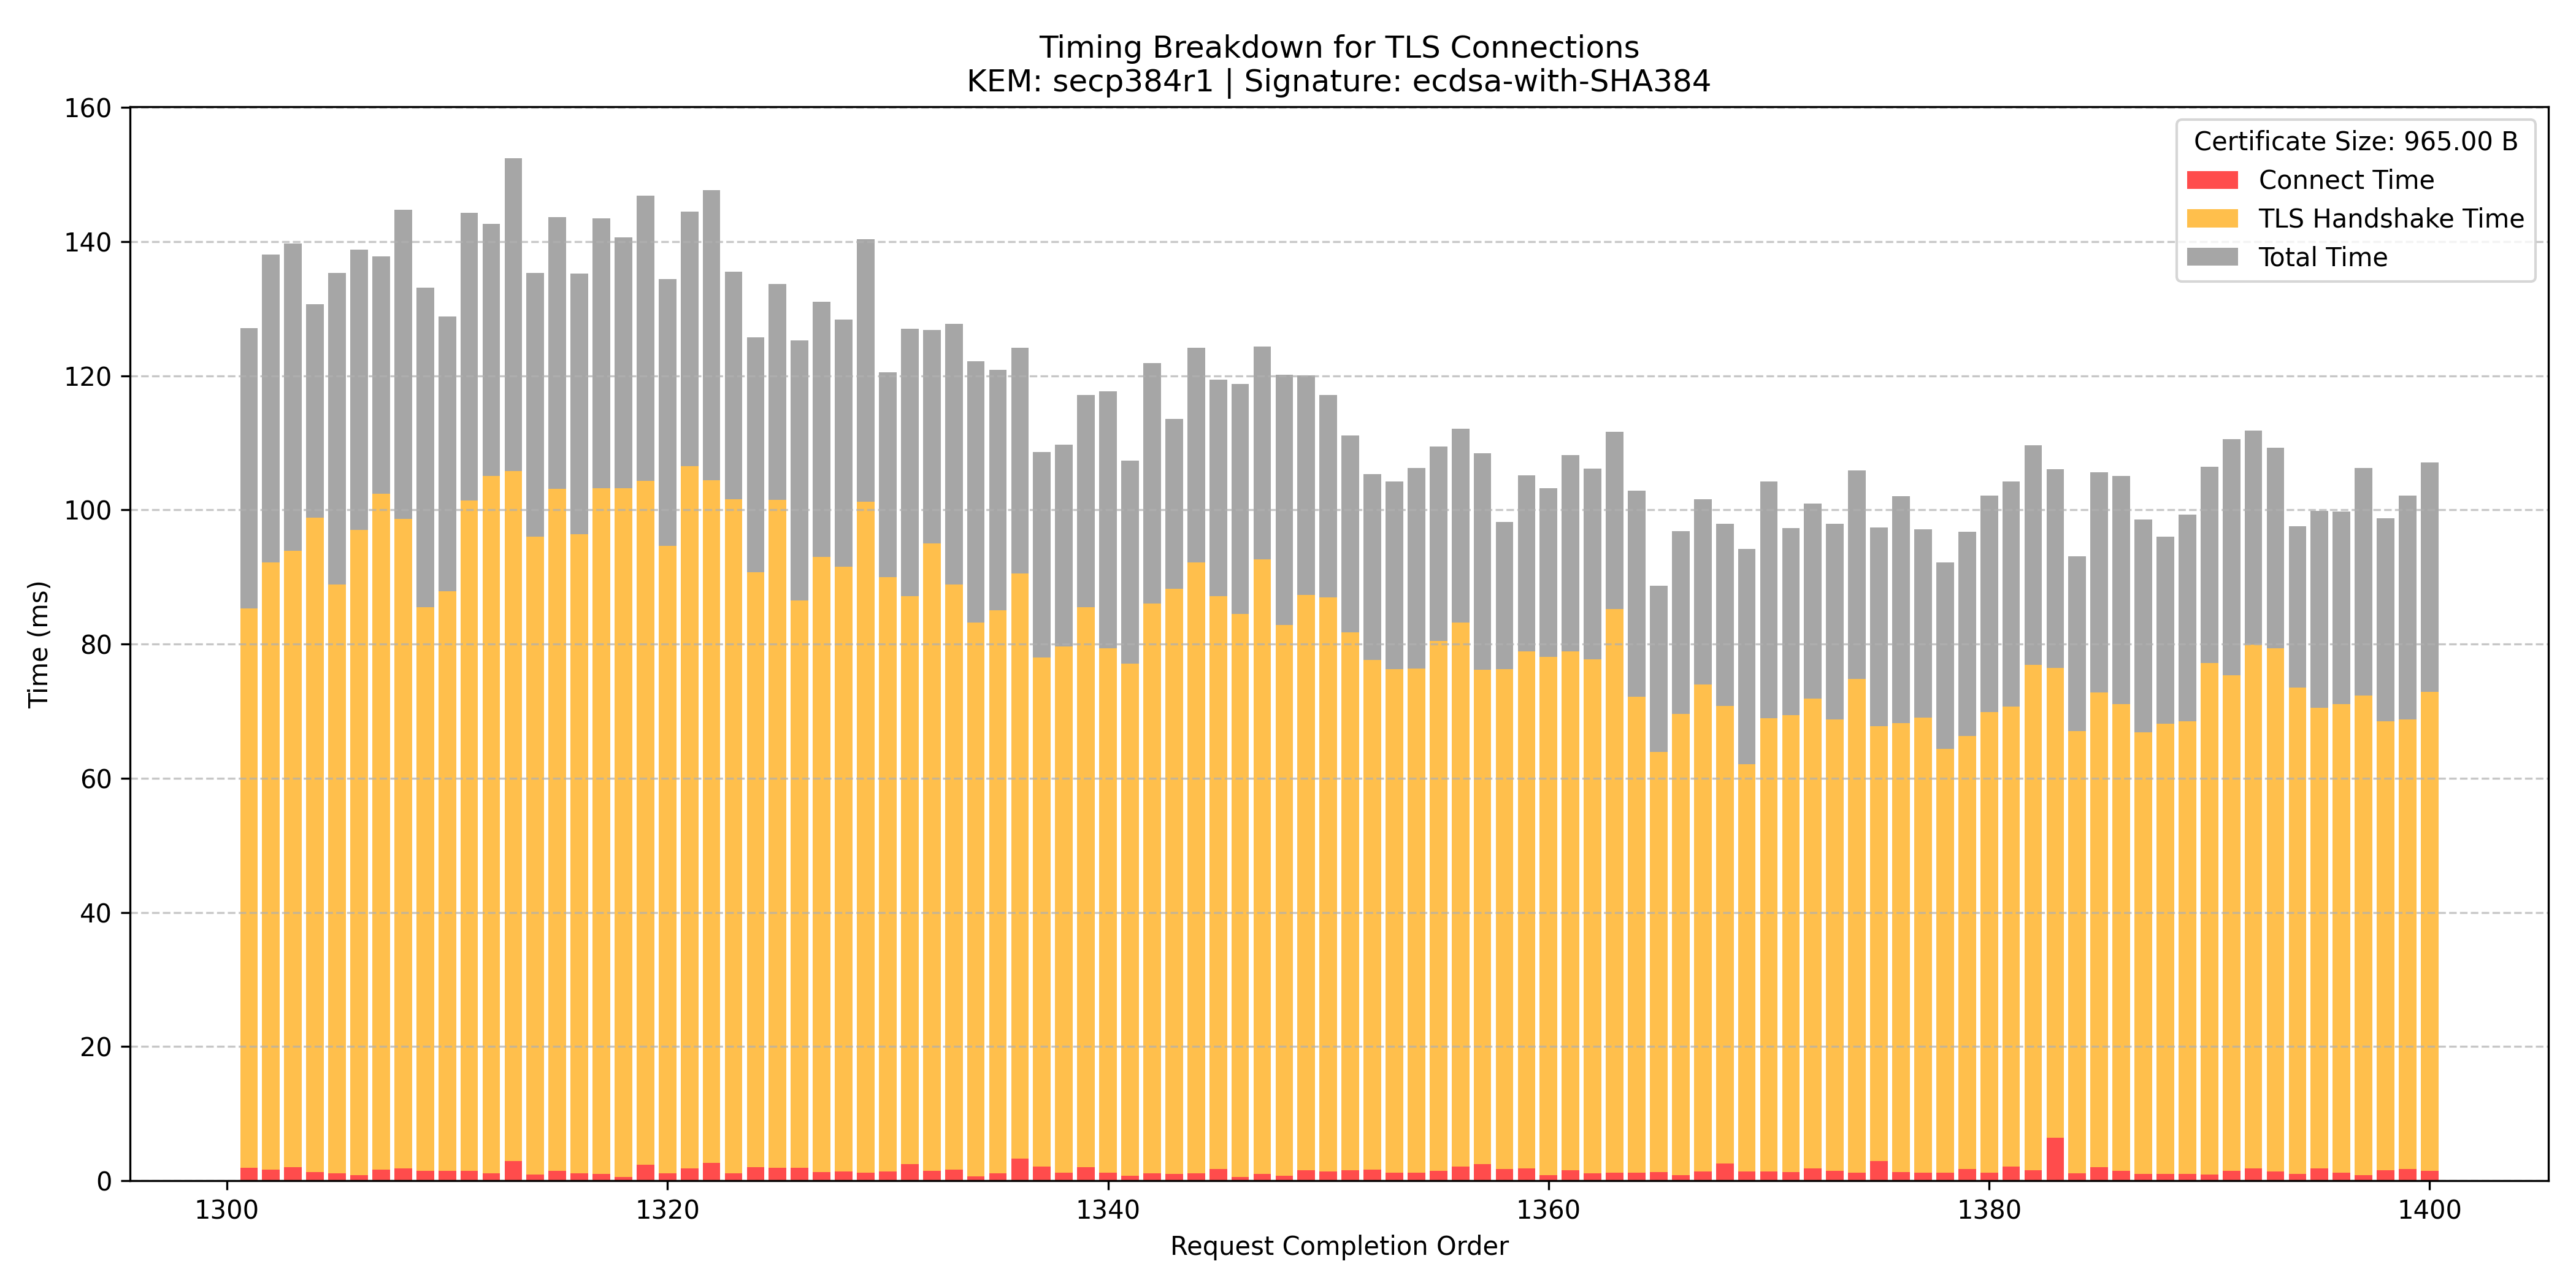 Timing Breakdown for TLS Connections
KEM: secp384r1 | Signature: ecdsa-with-SHA384
Certificate Size: 965.00 B
Connect Time
TLS Handshake Time
Total Time
Time (ms)
160
140
120
100
80
60
40
20
0
1300 1320 1340 1360 1380 1400
Request Completion Order